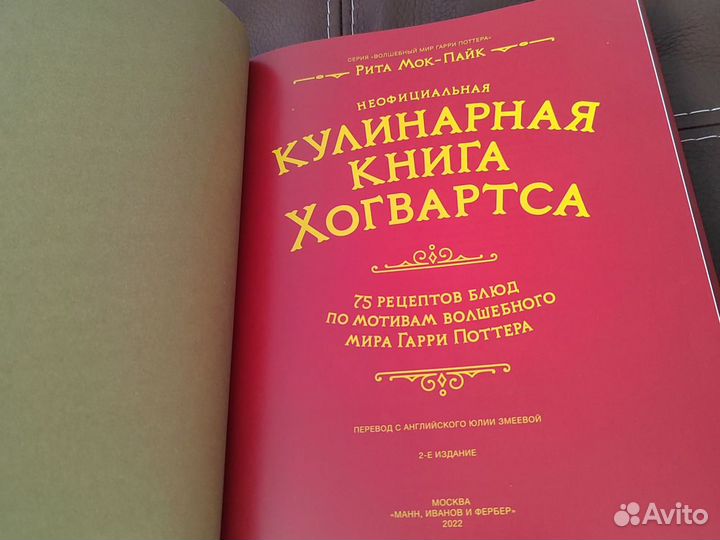 СЕРИЯ «ВОЛШЕБНЫЙ МИР ГАРРИ ПОТТЕРА»
РИТА МОК-ПАЙК
НЕОФИЦИАЛЬНАЯ
КУЛИНАРНАЯ
КНИГА
ХОГВАРТСА
75 РЕЦЕПТОВ БЛЮД
ПО МОТИВАМ ВОЛШЕБНОГО
МИРА ГАРРИ ПОТТЕРА
ПЕРЕВОД С АНГЛИЙСКОГО ЮЛИИ ЗМЕЕВОЙ
2-Е ИЗДАНИЕ
МОСКВА
«МАНН, ИВАНОВ И ФЕРБЕР»
2022
Avito